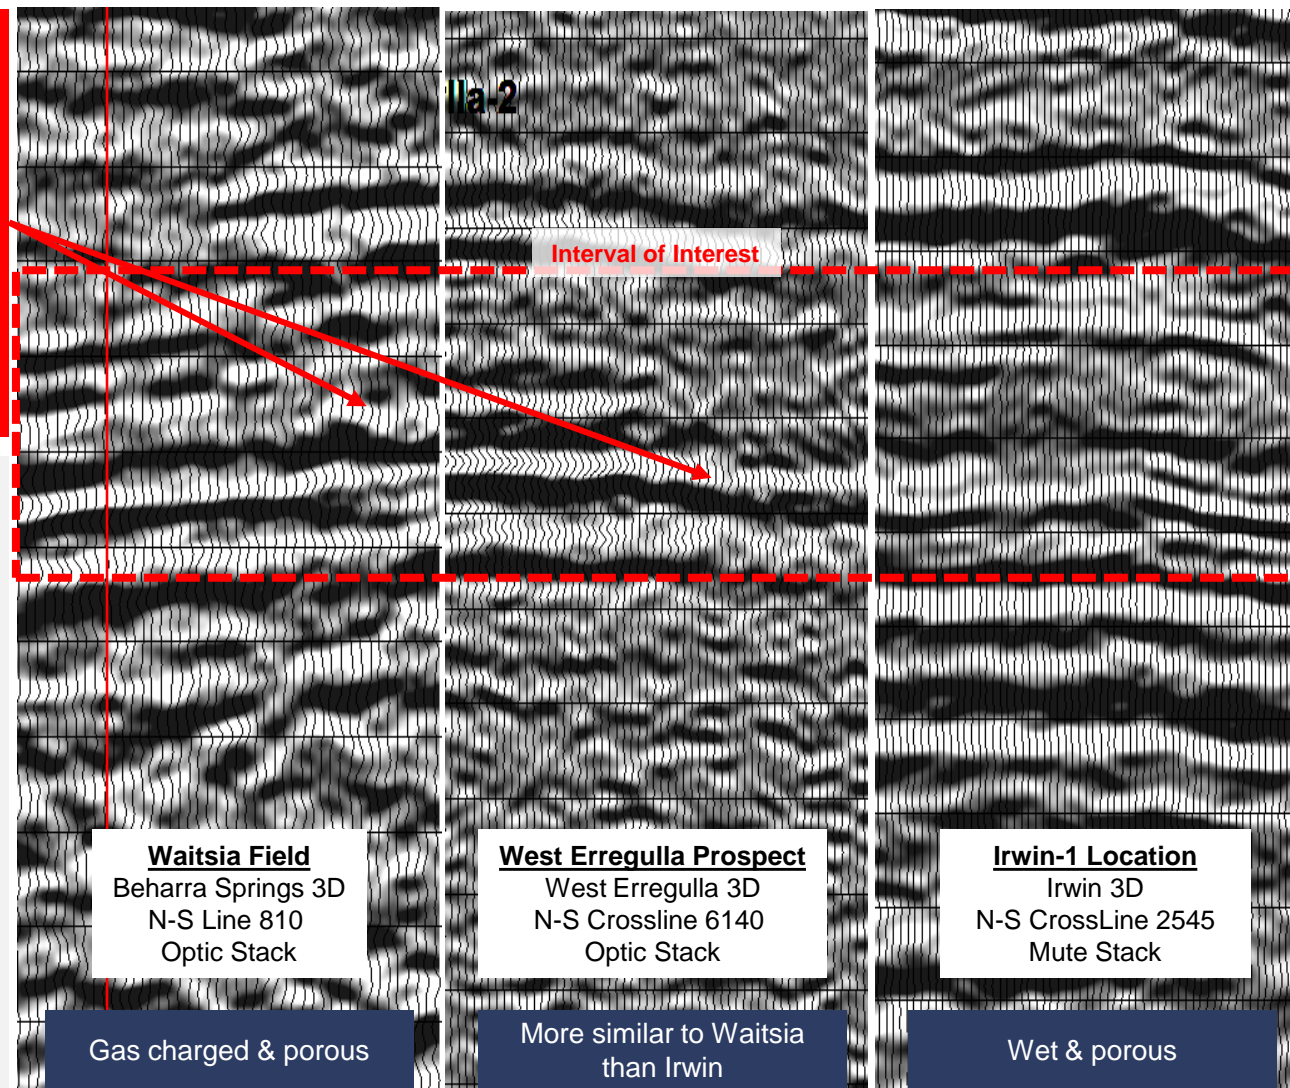 lla-2
Interval of Interest
Waitsia Field
Beharra Springs 3D
N-S Line 810
Optic Stack
West Erregulla Prospect
West Erregulla 3D
N-S Crossline 6140
Optic Stack
Irwin-1 Location
Irwin 3D
N-S CrossLine 2545
Mute Stack
Gas charged & porous
More similar to Waitsia
than Irwin
Wet & porous